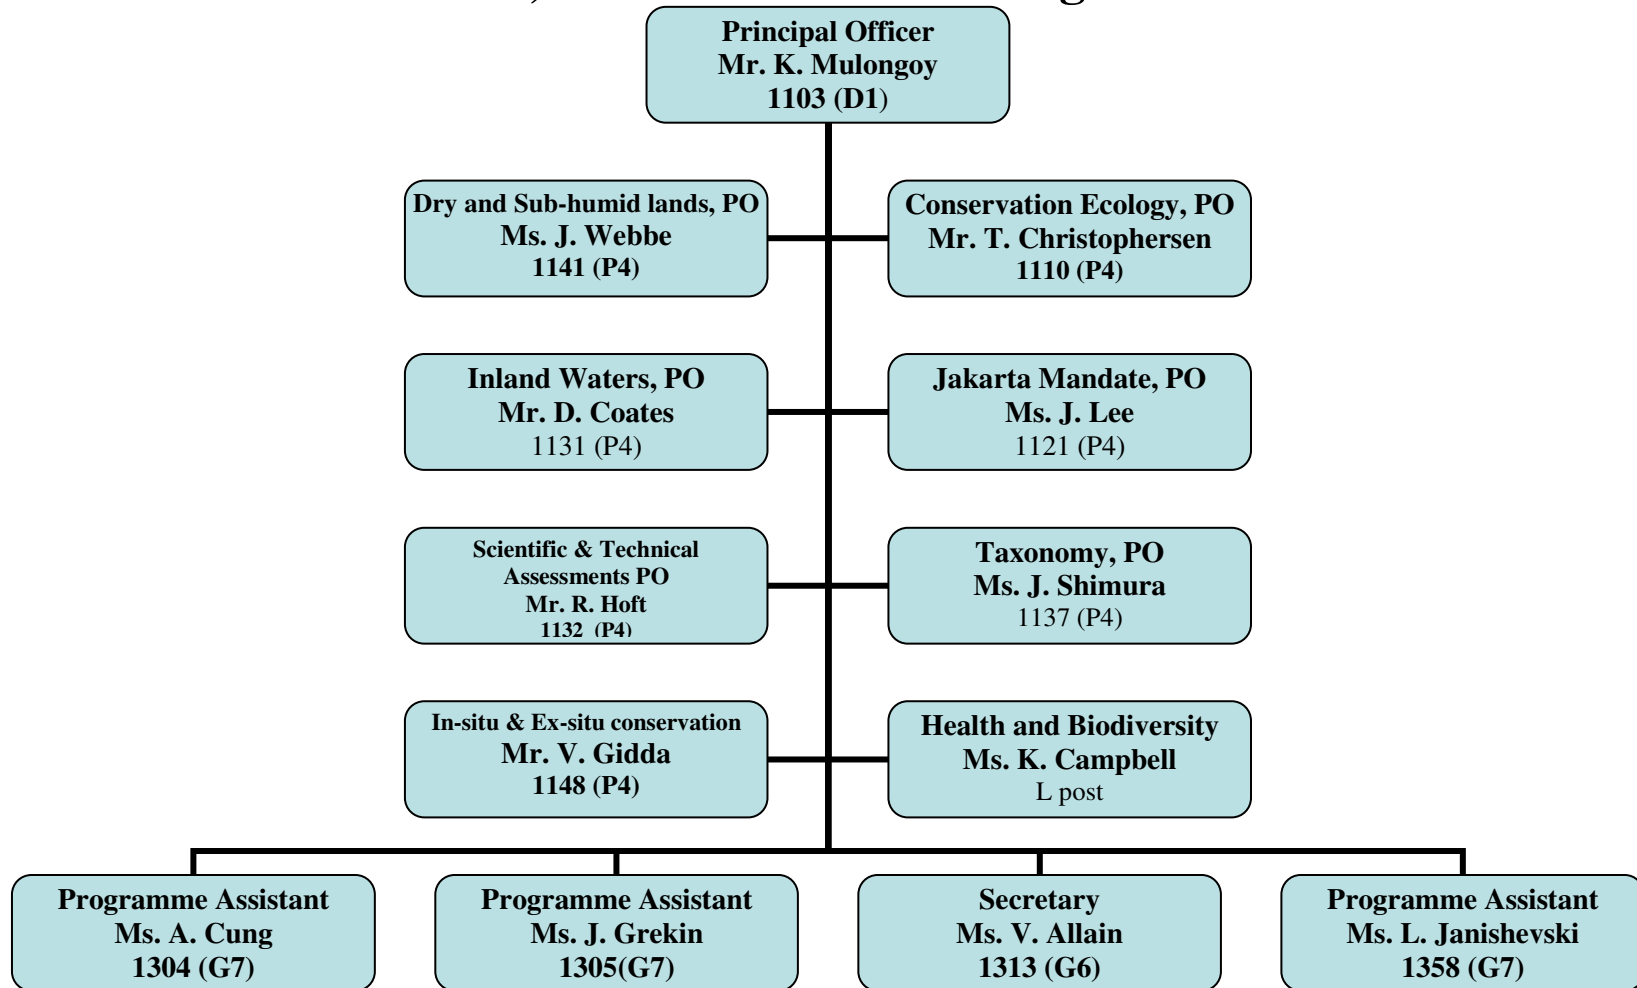 Principal Officer
Mr. K. Mulongoy
1103 (D1)
Dry and Sub-humid lands, PO
Ms. J. Webbe
1141 (P4)
Conservation Ecology, PO
Mr. T. Christophersen
1110 (P4)
Inland Waters, PO
Mr. D. Coates
1131 (P4)
Jakarta Mandate, PO
Ms. J. Lee
1121 (P4)
Scientific & Technical
Assessments PO
Mr. R. Hoft
1132 (P4)
Taxonomy, PO
Ms. J. Shimura
1137 (P4)
In-situ & Ex-situ conservation
Mr. V. Gidda
1148 (P4)
Health and Biodiversity
Ms. K. Campbell
L post
Programme Assistant
Ms. A. Cung
1304 (G7)
Programme Assistant
Ms. J. Grekin
1305(G7)
Secretary
Ms. V. Allain
1313 (G6)
Programme Assistant
Ms. L. Janishevski
1358 (G7)